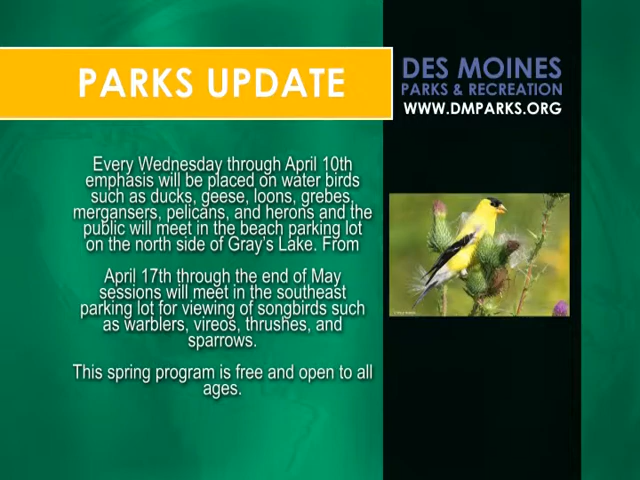 PARKS UPDATE
DES MOINES
PARKS & RECREATION
WWW.DMPARKS.ORG
Every Wednesday through April 10th
emphasis will be placed on water birds
such as ducks, geese, loons, grebes,
mergansers, pelicans, and herons and the
public will meet in the beach parking lot
on the north side of Gray's Lake. From
April 17th through the end of May
sessions will meet in the southeast
parking lot for viewing of songbirds such
as warblers, vireos, thrushes, and
sparrows.
This spring program is free and open to all
ages.